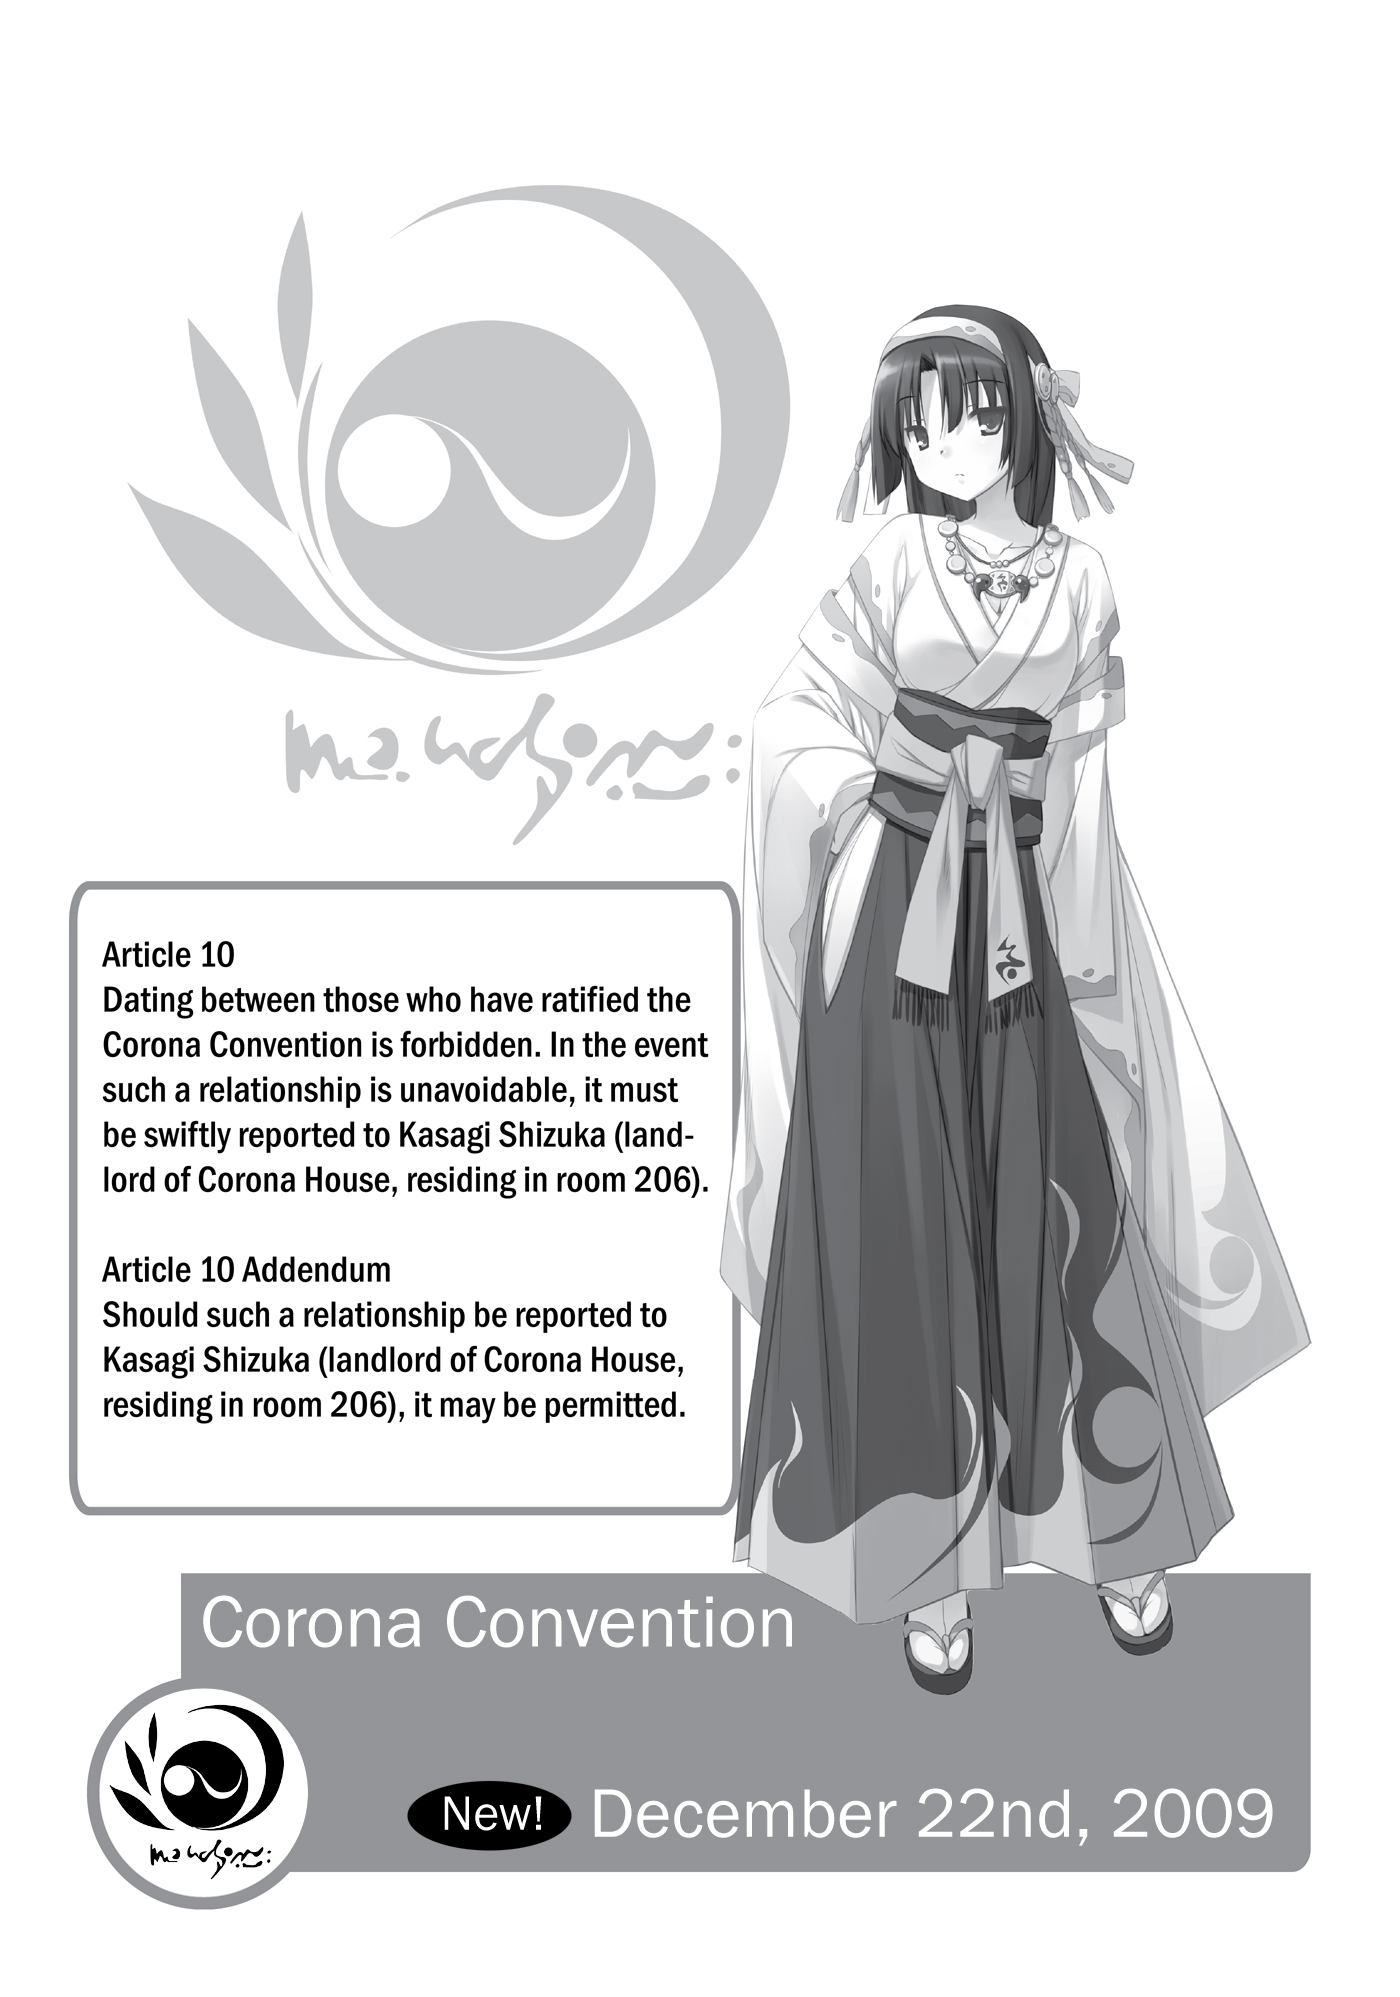 Article 10
Dating between those who have ratified the
Corona Convention is forbidden. In the event
such a relationship is unavoidable, it must
be swiftly reported to Kasagi Shizuka (land-
lord of Corona House, residing in room 206).
Article 10 Addendum
Should such a relationship be reported to
Kasagi Shizuka (landlord of Corona House,
residing in room 206), it may be permitted.
Corona Convention
New! December 22nd, 2009